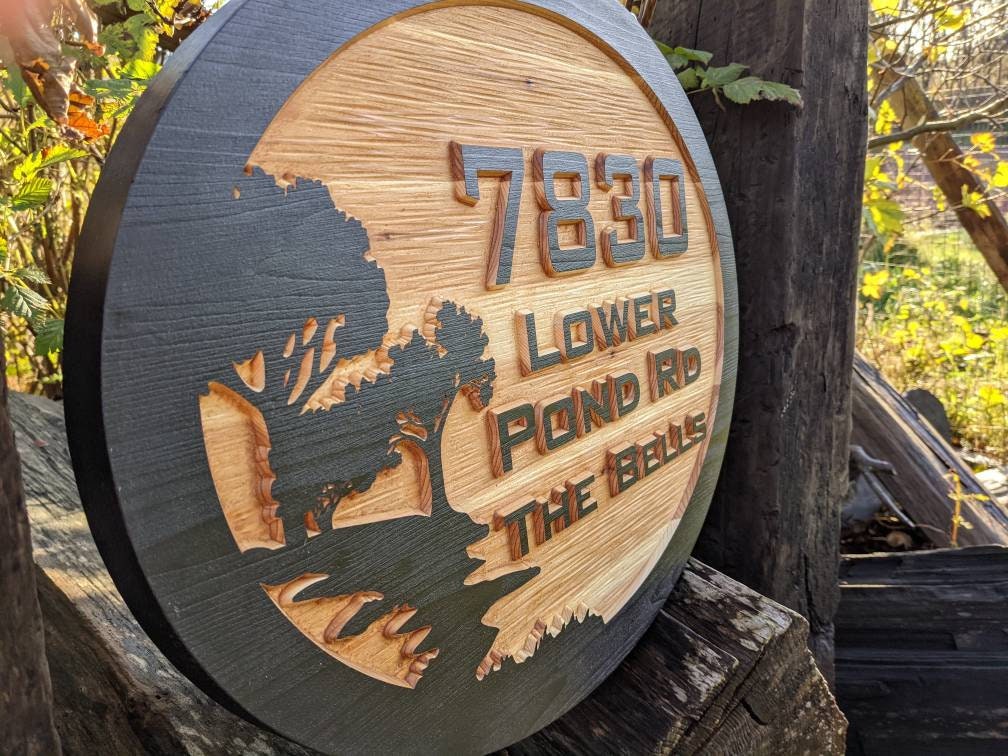 7830
LOWER
POND RD
THE BELLS